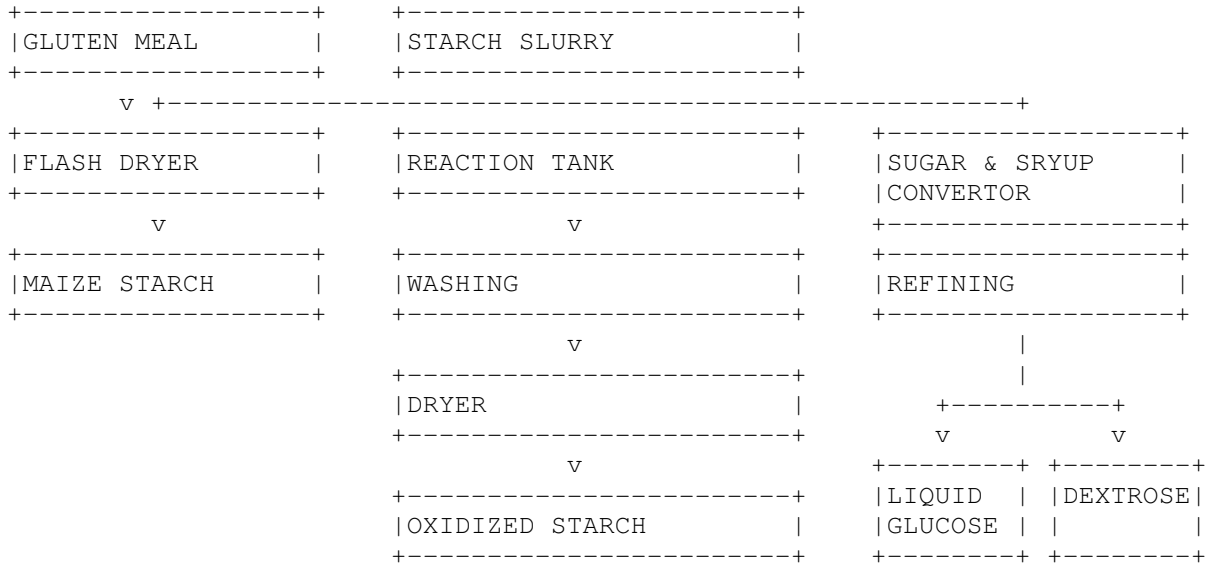 GLUTEN MEAL
STARCH SLURRY
v
FLASH DRYER
REACTION TANK
SUGAR & SRYUP
CONVERTOR
v
v
MAIZE STARCH
WASHING
REFINING
v
DRYER
v
v
v
LIQUID
GLUCOSE
DEXTROSE
OXIDIZED STARCH